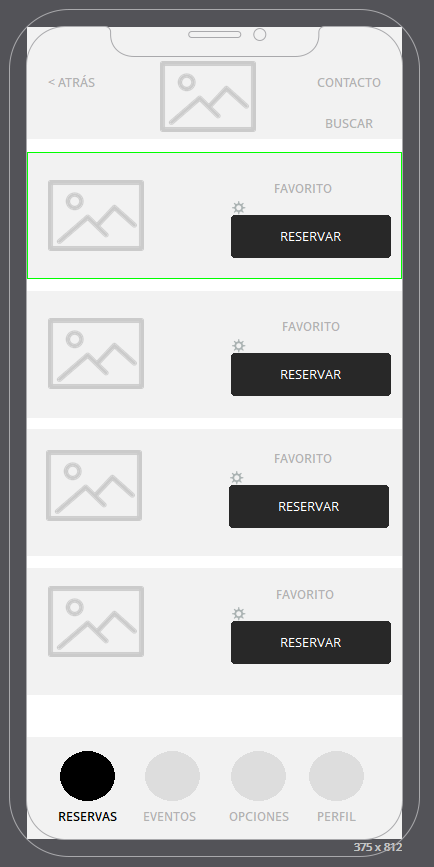 < ATRÁS
CONTACTO
BUSCAR
FAVORITO
RESERVAR
FAVORITO
RESERVAR
FAVORITO
RESERVAR
FAVORITO
RESERVAR
RESERVAS EVENTOS OPCIONES PERFIL
375 x 812